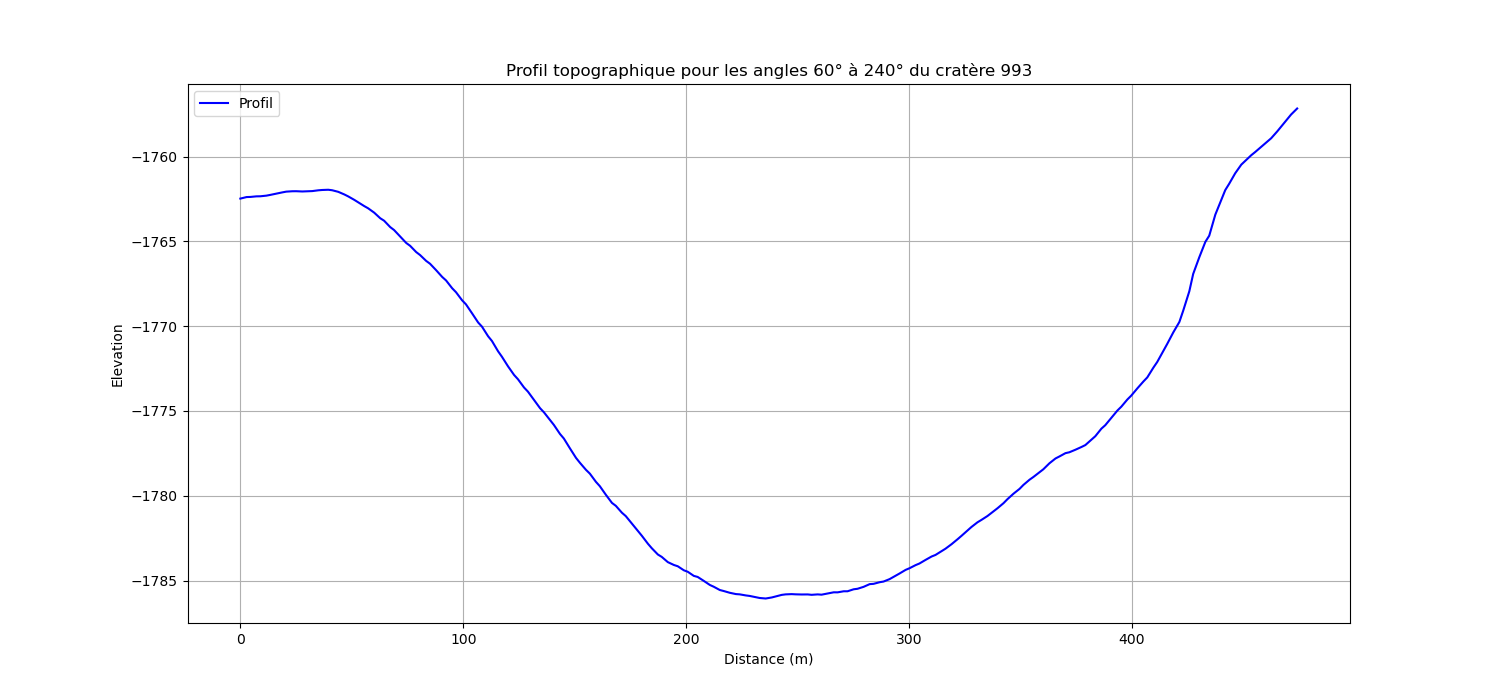 Profil topographique pour les angles 60° à 240° du cratère 993
Profil
−1760
−1765
−1770
−1775
−1780
−1785
Elevation
0 100 200 300 400
Distance (m)